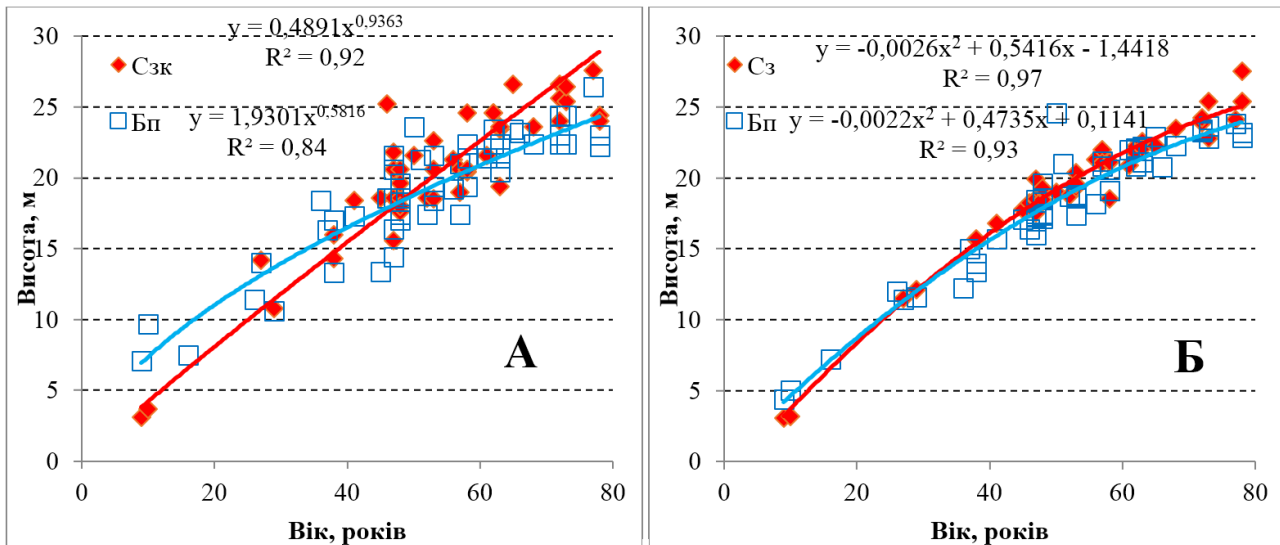 y = 0,4891x^0,9363
R² = 0,92
Сзк
y = 1,9301x^0,5816
R² = 0,84
Бп
30
25
20
15
10
5
0
Висота, м
А
0
20
40
60
80
Вік, років
y = -0,0026x² + 0,5416x - 1,4418
R² = 0,97
Сз
y = -0,0022x² + 0,4735x + 0,1141
R² = 0,93
Бп
30
25
20
15
10
5
0
Висота, м
Б
0
20
40
60
80
Вік, років